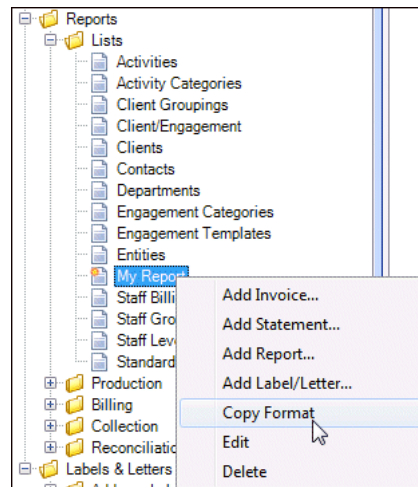 Reports
Lists
Activities
Activity Categories
Client Groupings
Client/Engagement
Clients
Contacts
Departments
Engagement Categories
Engagement Templates
Entities
My Report
Staff Billi
Staff Gro
Staff Lev
Standard
Production
Billing
Collection
Reconciliatic
Labels & Letters
Add Invoice...
Add Statement...
Add Report...
Add Label/Letter...
Copy Format
Edit
Delete